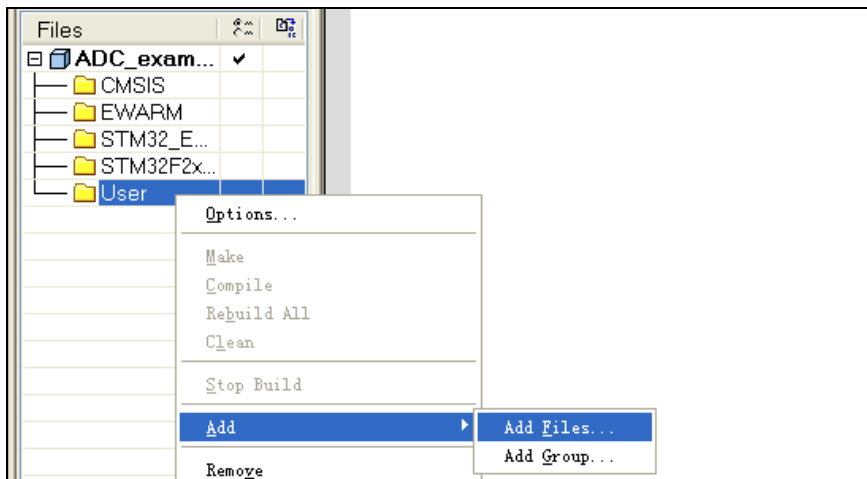 Files
ADC_exam...
CMSIS
EWARM
STM32_E...
STM32F2x...
User
Options...
Make
Compile
Rebuild All
Clean
Stop Build
Add
Add Files...
Add Group...
Remove